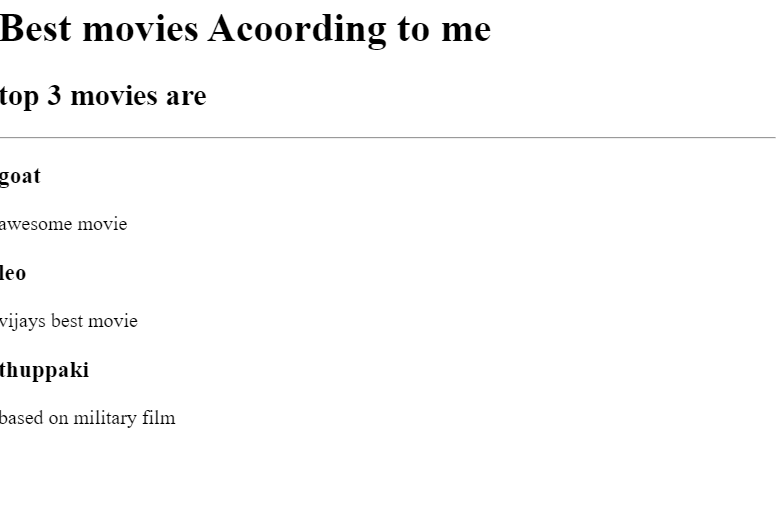 Best movies Acoording to me
top 3 movies are
goat
awesome movie
leo
vijays best movie
thuppaki
based on military film